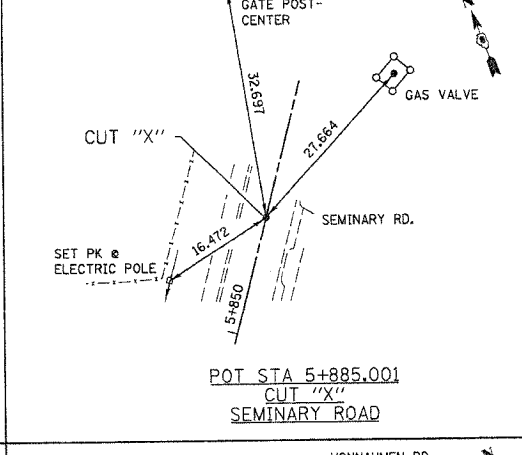 GATE POST-
CENTER
32.697
GAS VALVE
CUT "X"
27.664
SEMINARY RD.
16.472
SET PK @
ELECTRIC POLE
5+850
POT STA 5+885.001
CUT "X"
SEMINARY ROAD